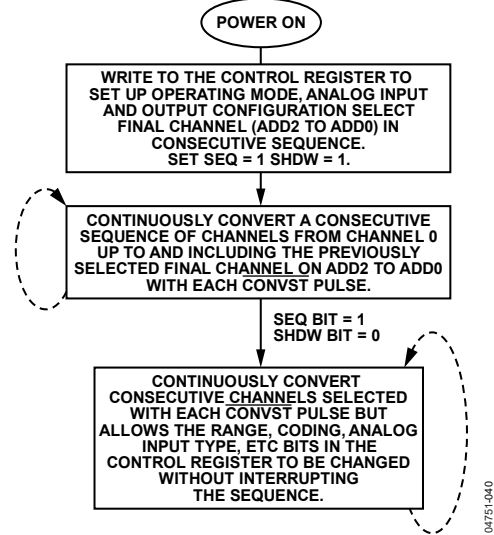 POWER ON
WRITE TO THE CONTROL REGISTER TO
SET UP OPERATING MODE, ANALOG INPUT
AND OUTPUT CONFIGURATION SELECT
FINAL CHANNEL (ADD2 TO ADD0) IN
CONSECUTIVE SEQUENCE.
SET SEQ = 1 SHDW = 1.
CONTINUOUSLY CONVERT A CONSECUTIVE
SEQUENCE OF CHANNELS FROM CHANNEL 0
UP TO AND INCLUDING THE PREVIOUSLY
SELECTED FINAL CHANNEL ON ADD2 TO ADD0
WITH EACH CONVST PULSE.
SEQ BIT = 1
SHDW BIT = 0
CONTINUOUSLY CONVERT
CONSECUTIVE CHANNELS SELECTED
WITH EACH CONVST PULSE BUT
ALLOWS THE RANGE, CODING, ANALOG
INPUT TYPE, ETC BITS IN THE
CONTROL REGISTER TO BE CHANGED
WITHOUT INTERRUPTING
THE SEQUENCE.
04751-040